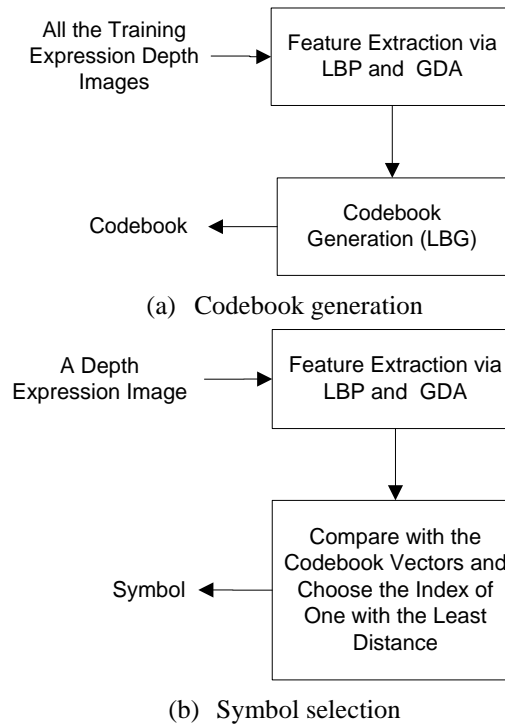 All the Training
Expression Depth
Images
Feature Extraction via
LBP and GDA
Codebook
Codebook
Generation (LBG)
(a) Codebook generation
A Depth
Expression Image
Feature Extraction via
LBP and GDA
Symbol
Compare with the
Codebook Vectors and
Choose the Index of
One with the Least
Distance
(b) Symbol selection